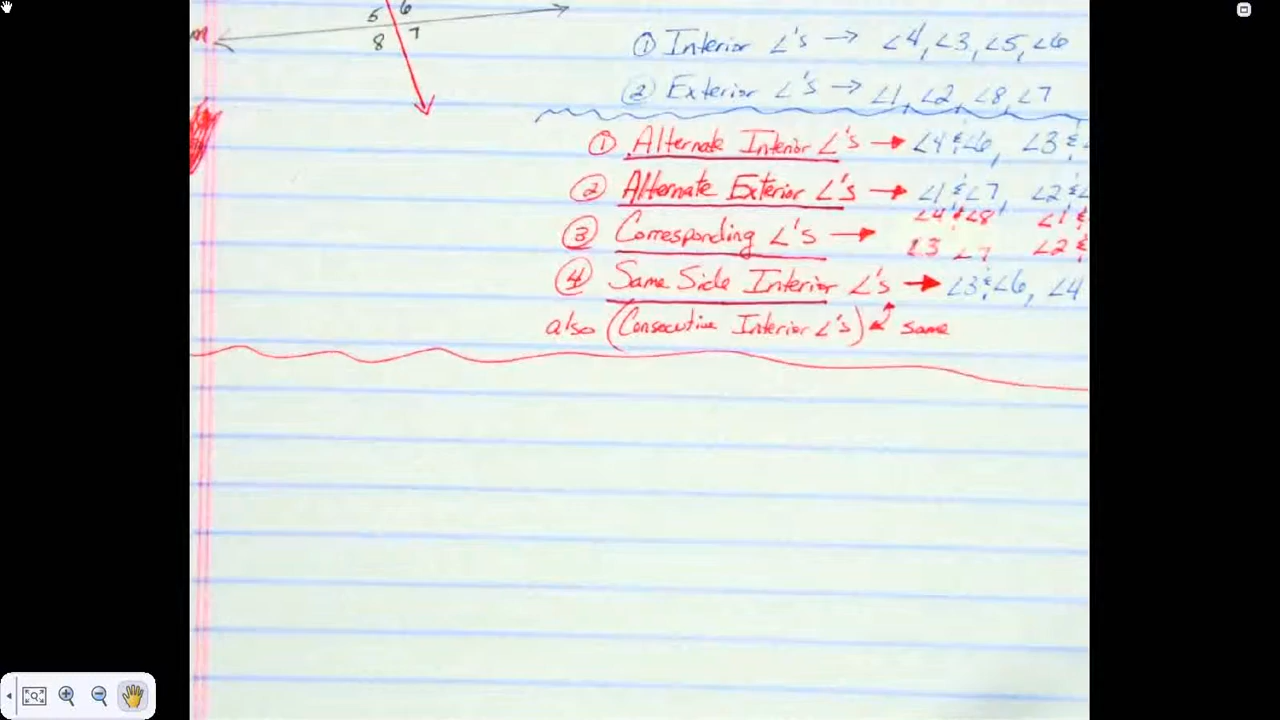 5 6
m
8 7
① Interior ∠'s → ∠4, ∠3, ∠5, ∠6
② Exterior ∠'s → ∠1, ∠2, ∠8, ∠7
① Alternate Interior ∠'s → ∠4 & ∠6, ∠3 &
② Alternate Exterior ∠'s → ∠1 & ∠7, ∠2 &
∠4 & ∠8 ∠1 &
③ Corresponding ∠'s →
∠3 ∠7 ∠2 &
④ Same Side Interior ∠'s → ∠3 & ∠6, ∠4
also (Consecutive Interior ∠'s) same